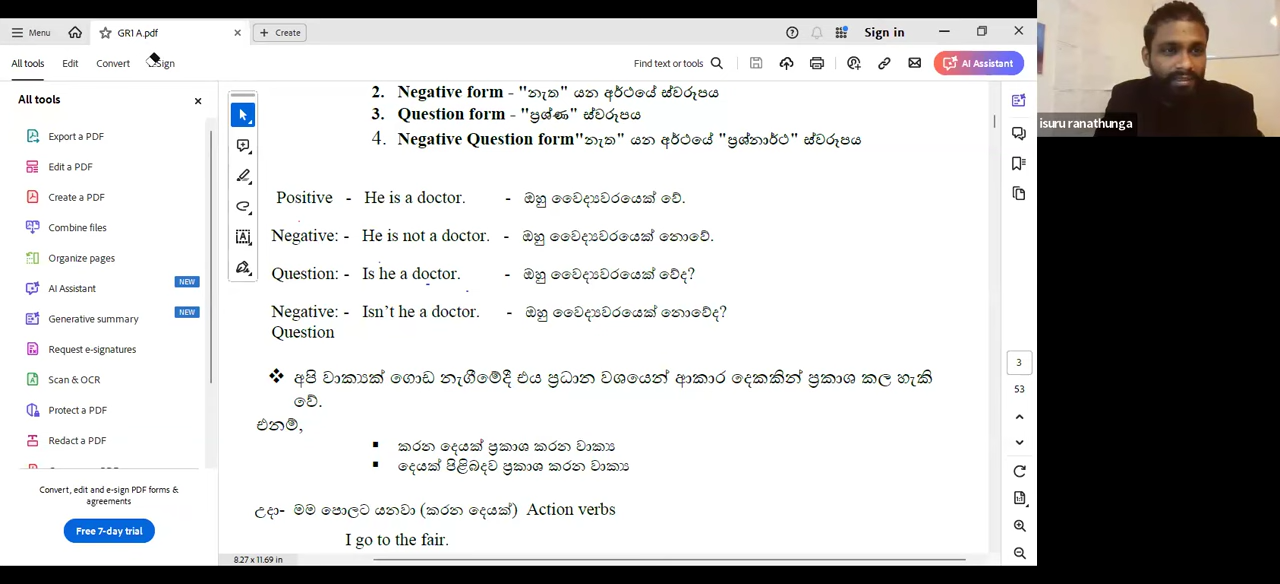 Menu
GR1 A.pdf
Create
Sign in
All tools
Edit
Convert
Find text or tools
AI Assistant
All tools
Export a PDF
Edit a PDF
Create a PDF
Combine files
Organize pages
AI Assistant
NEW
Generative summary
NEW
Request e-signatures
Scan & OCR
Protect a PDF
Redact a PDF
Convert, edit and e-sign PDF forms &
agreements
Free 7-day trial
2. Negative form - "නැත" යන අර්ථයේ ස්වරූපය
3. Question form - "ප්‍රශ්ණ" ස්වරූපය
4. Negative Question form"නැත" යන අර්ථයේ "ප්‍රශ්නාර්ථ" ස්වරූපය
Positive - He is a doctor. - ඔහු වෛද්‍යවරයෙක් වේ.
Negative: - He is not a doctor. - ඔහු වෛද්‍යවරයෙක් නොවේ.
Question: - Is he a doctor. - ඔහු වෛද්‍යවරයෙක් වේද?
Negative: - Isn't he a doctor. - ඔහු වෛද්‍යවරයෙක් නොවේද?
Question
❖ අපි වාක්‍යක් ගොඩ නැගීමේදී එය ප්‍රධාන වශයෙන් ආකාර දෙකකින් ප්‍රකාශ කල හැකි
වේ.
එනම්,
▪ කරන දෙයක් ප්‍රකාශ කරන වාක්‍ය
▪ දෙයක් පිළිබදව ප්‍රකාශ කරන වාක්‍ය
උදා- මම පොලට යනවා (කරන දෙයක්) Action verbs
I go to the fair.
8.27 x 11.69 in
3
53
isuru ranathunga